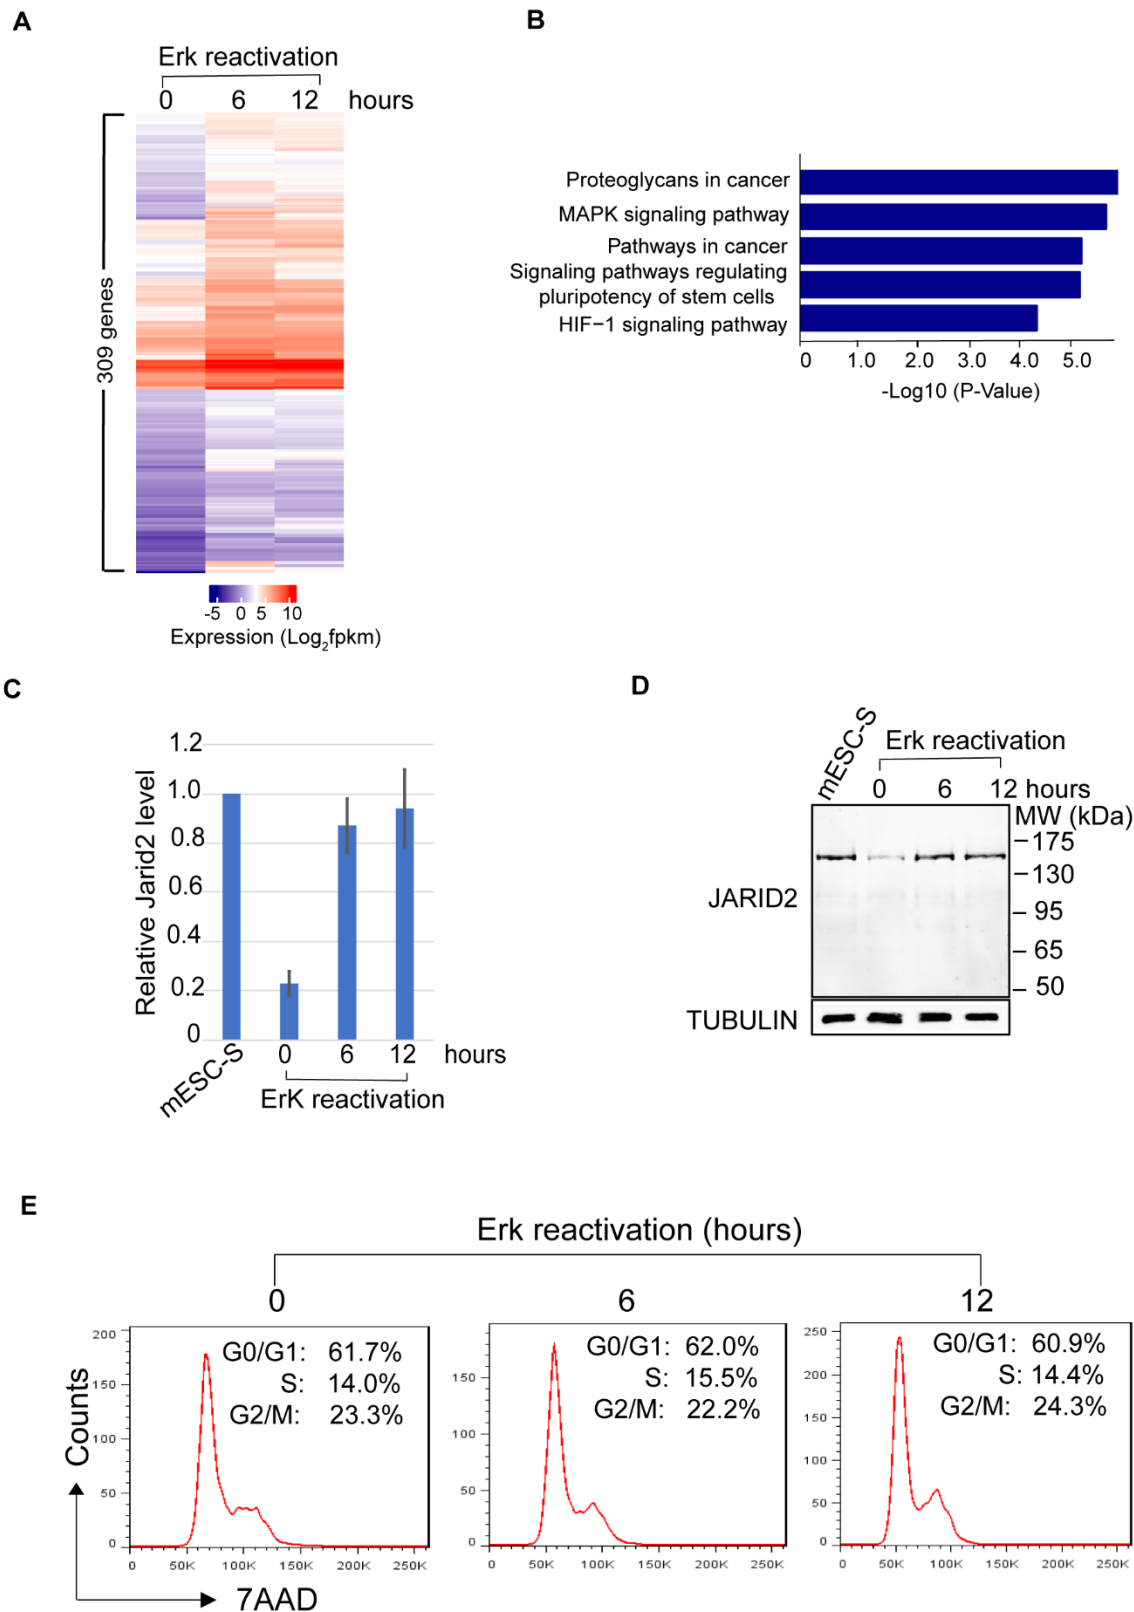 A
Erk reactivation
0 6 12 hours
309 genes
-5 0 5 10
Expression (Log2fpkm)
B
Proteoglycans in cancer
MAPK signaling pathway
Pathways in cancer
Signaling pathways regulating
pluripotency of stem cells
HIF−1 signaling pathway
0 1.0 2.0 3.0 4.0 5.0
-Log10 (P-Value)
C
Relative Jarid2 level
1.2
1.0
0.8
0.6
0.4
0.2
0
mESC-S 0 6 12 hours
ErK reactivation
D
mESC-S
Erk reactivation
0 6 12 hours
MW (kDa)
175
130
95
65
50
JARID2
TUBULIN
E
Erk reactivation (hours)
0 6 12
Counts
7AAD
200
150
100
50
0
0 50K 100K 150K 200K 250K
G0/G1: 61.7%
S: 14.0%
G2/M: 23.3%
150
100
50
0
0 50K 100K 150K 200K 250K
G0/G1: 62.0%
S: 15.5%
G2/M: 22.2%
250
200
150
100
50
0
0 50K 100K 150K 200K 250K
G0/G1: 60.9%
S: 14.4%
G2/M: 24.3%